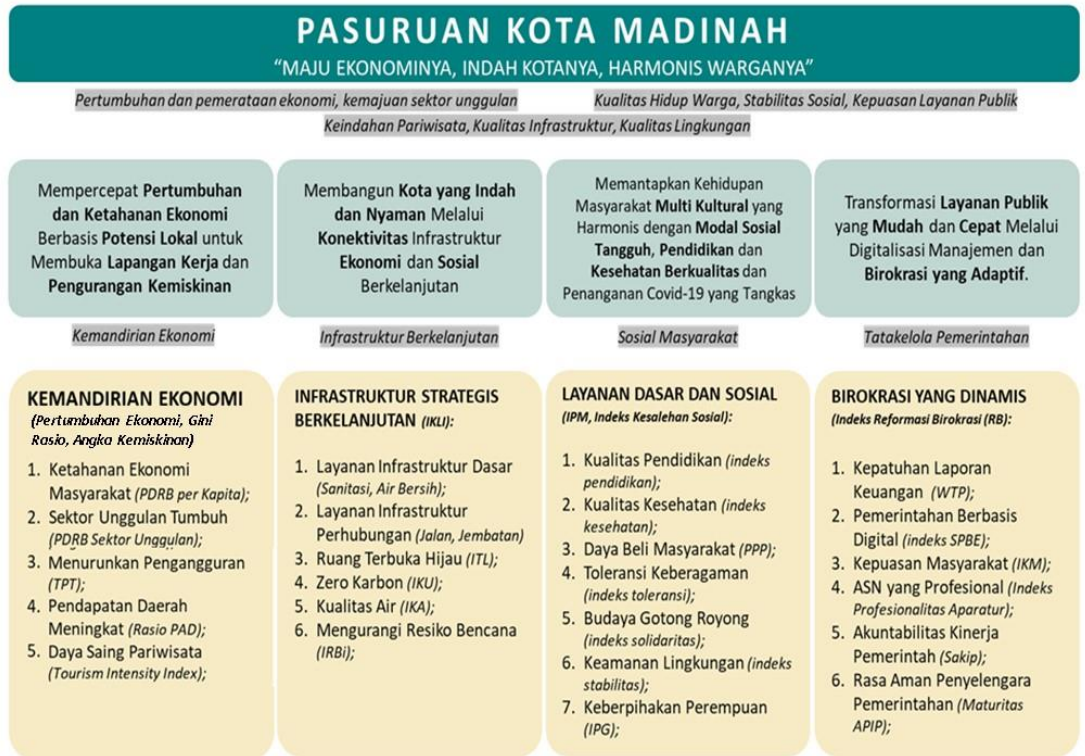 PASURUAN KOTA MADINAH
“MAJU EKONOMINYA, INDAH KOTANYA, HARMONIS WARGANYA”
Pertumbuhan dan pemerataan ekonomi, kemajuan sektor unggulan
Kualitas Hidup Warga, Stabilitas Sosial, Kepuasan Layanan Publik
Keindahan Pariwisata, Kualitas Infrastruktur, Kualitas Lingkungan
Mempercepat Pertumbuhan
dan Ketahanan Ekonomi
Berbasis Potensi Lokal untuk
Membuka Lapangan Kerja dan
Pengurangan Kemiskinan
Kemandirian Ekonomi
Membangun Kota yang Indah
dan Nyaman Melalui
Konektivitas Infrastruktur
Ekonomi dan Sosial
Berkelanjutan
Infrastruktur Berkelanjutan
Memantapkan Kehidupan
Masyarakat Multi Kultural yang
Harmonis dengan Modal Sosial
Tangguh, Pendidikan dan
Kesehatan Berkualitas dan
Penanganan Covid-19 yang Tangkas
Sosial Masyarakat
Transformasi Layanan Publik
yang Mudah dan Cepat Melalui
Digitalisasi Manajemen dan
Birokrasi yang Adaptif.
Tatakelola Pemerintahan
KEMANDIRIAN EKONOMI
(Pertumbuhan Ekonomi, Gini
Rasio, Angka Kemiskinan)
1. Ketahanan Ekonomi
Masyarakat (PDRB per Kapita);
2. Sektor Unggulan Tumbuh
(PDRB Sektor Unggulan);
3. Menurunkan Pengangguran
(TPT);
4. Pendapatan Daerah
Meningkat (Rasio PAD);
5. Daya Saing Pariwisata
(Tourism Intensity Index);
INFRASTRUKTUR STRATEGIS
BERKELANJUTAN (IKLI):
1. Layanan Infrastruktur Dasar
(Sanitasi, Air Bersih);
2. Layanan Infrastruktur
Perhubungan (Jalan, Jembatan)
3. Ruang Terbuka Hijau (ITL);
4. Zero Karbon (IKU);
5. Kualitas Air (IKA);
6. Mengurangi Resiko Bencana
(IRBi);
LAYANAN DASAR DAN SOSIAL
(IPM, Indeks Kesalehan Sosial):
1. Kualitas Pendidikan (indeks
pendidikan);
2. Kualitas Kesehatan (indeks
kesehatan);
3. Daya Beli Masyarakat (PPP);
4. Toleransi Keberagaman
(indeks toleransi);
5. Budaya Gotong Royong
(indeks solidaritas);
6. Keamanan Lingkungan (indeks
stabilitas);
7. Keberpihakan Perempuan
(IPG);
BIROKRASI YANG DINAMIS
(Indeks Reformasi Birokrasi (RB):
1. Kepatuhan Laporan
Keuangan (WTP);
2. Pemerintahan Berbasis
Digital (indeks SPBE);
3. Kepuasan Masyarakat (IKM);
4. ASN yang Profesional (Indeks
Profesionalitas Aparatur);
5. Akuntabilitas Kinerja
Pemerintah (Sakip);
6. Rasa Aman Penyelengara
Pemerintahan (Maturitas
APIP);